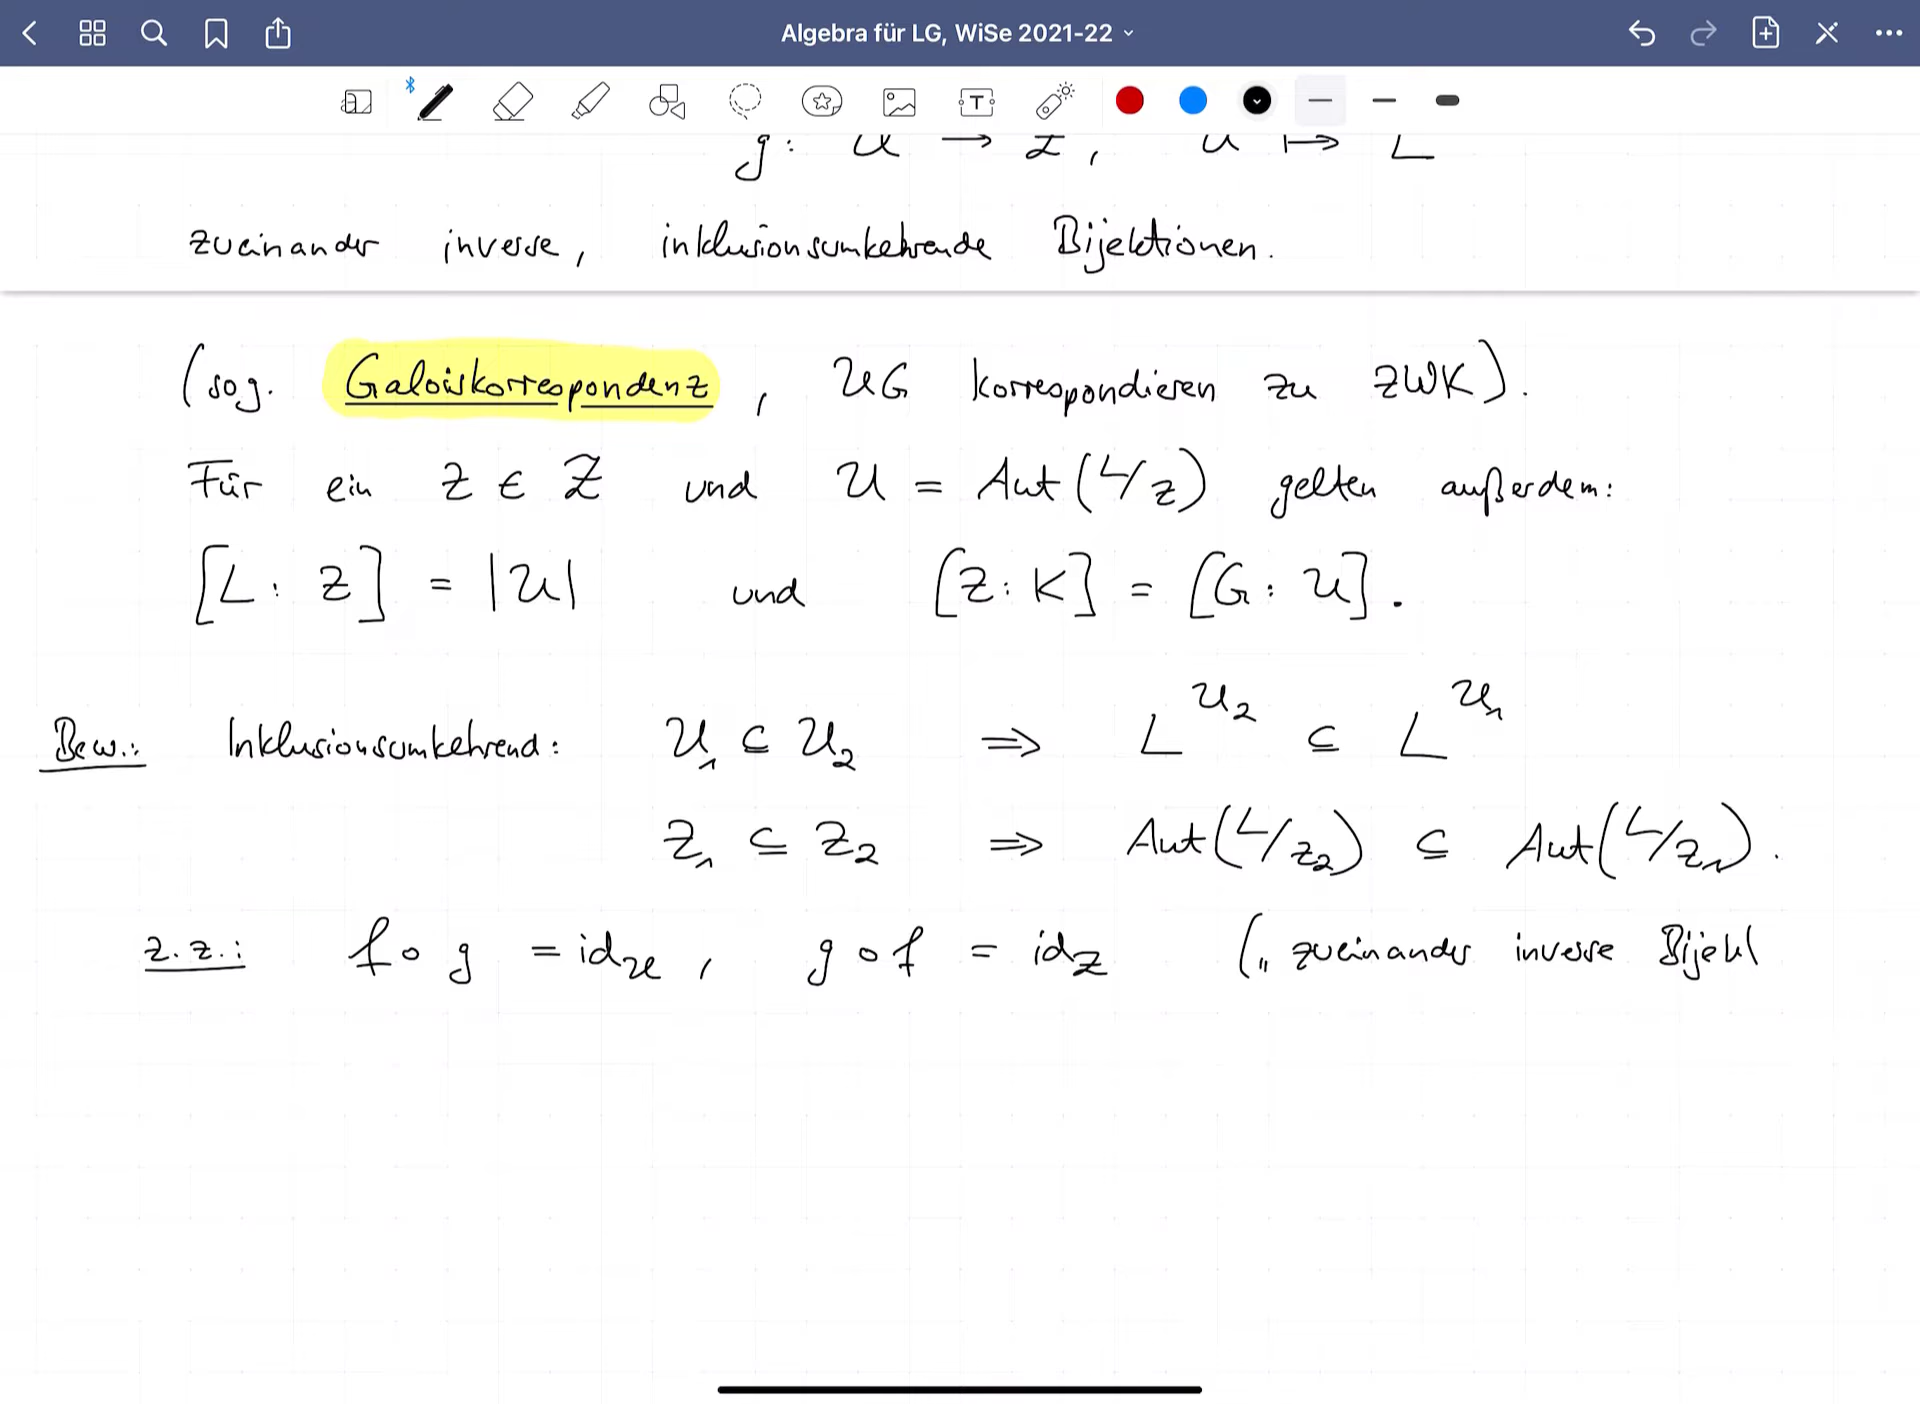 Algebra für LG, WiSe 2021-22
T
g: U → Z, U ↦ L
zueinander inverse, inklusionsumkehrende Bijektionen.
(sog. Galoiskorrespondenz, UG korrespondieren zu ZWK).
Für ein Z ∈ Z und U = Aut(L/Z) gelten außerdem:
[L : Z] = |U| und [Z : K] = [G : U].
Bew.: Inklusionsumkehrend: U₁ ⊆ U₂ ⇒ L^U₂ ⊆ L^U₁
Z₁ ⊆ Z₂ ⇒ Aut(L/Z₂) ⊆ Aut(L/Z₁).
z.z.: f ∘ g = id_U, g ∘ f = id_Z („zueinander inverse Bijekt